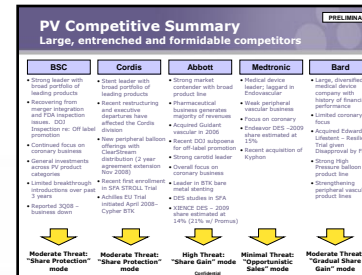 PRELIMINA
PV Competitive Summary
Large, entrenched and formidable competitors
BSC
• Strong leader with
broad portfolio of
leading products
• Recovering from
merger integration
and FDA inspection
issues. DOJ
Inspection re: Off label
promotion
• Continued focus on
coronary business
• General investments
across PV product
categories
• Limited breakthrough
introductions over past
3 years
• Reported 3Q08 –
business down
Moderate Threat:
"Share Protection"
mode
Cordis
• Stent leader with
broad portfolio of
leading products
• Recent restructuring
and executive
departures have
affected the Cordis
division
• New peripheral balloon
offerings with
ClearStream
distribution (2 year
agreement extension
Nov 2008)
• Recent first enrollment
in SFA STROLL Trial
• Achilles EU Trial
initiated April 2008–
Cypher BTK
Moderate Threat:
"Share Protection"
mode
Abbott
• Strong market
contender with broad
product line
• Pharmaceutical
business generates
majority of revenues
• Acquired Guidant
vascular in 2006
• Recent DOJ subpoena
for off-label promotion
• Strong carotid leader
• Overall focus on
coronary business
• Leader in BTK bare
metal stenting
• DES studies in SFA
• XIENCE DES – 2009
share estimated at
14% (21% w/ Promus)
High Threat:
"Share Gain" mode
Medtronic
• Medical device
leader; laggard in
Endovascular
• Weak peripheral
vascular business
• Focus on coronary
• Endeavor DES –2009
share estimated at
15%
• Recent acquisition of
Kyphon
Minimal Threat:
"Opportunistic
Sales" mode
Bard
• Large, diversified
medical device
company with
history of financial
performance
• Limited coronary
focus
• Acquired Edwards
Lifestent – Resilient
Trial given
Disapproval by F
• Strong High
Pressure balloon
product line
• Strengthening
peripheral vascular
product lines
Moderate Threat:
"Gradual Share
Gain" mode
Confidential